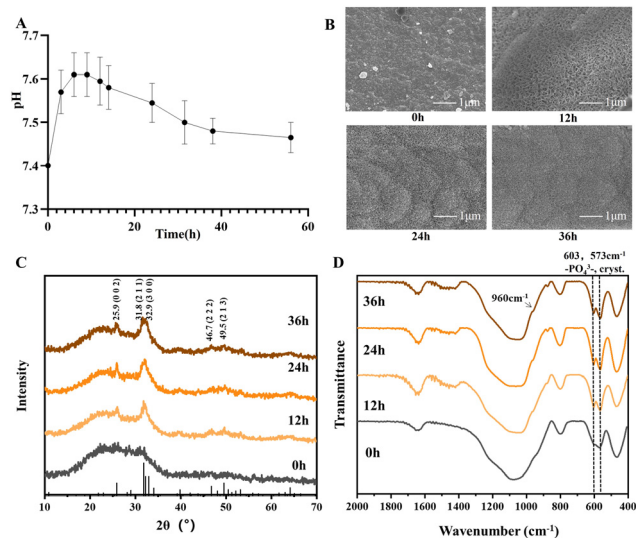 A
7.7
7.6
7.5
7.4
7.3
pH
0
20
40
60
Time(h)
B
1μm
1μm
0h
12h
1μm
1μm
24h
36h
C
25.9 (0 0 2)
31.8 (2 1 1)
32.9 (3 0 0)
46.7 (2 2 2)
49.5 (2 1 3)
36h
24h
12h
0h
Intensity
10
20
30
40
50
60
70
2θ（°）
D
603，573cm-1
-PO43-, cryst.
960cm-1
36h
24h
12h
0h
Transmittance
2000
1800
1600
1400
1200
1000
800
600
400
Wavenumber (cm-1)